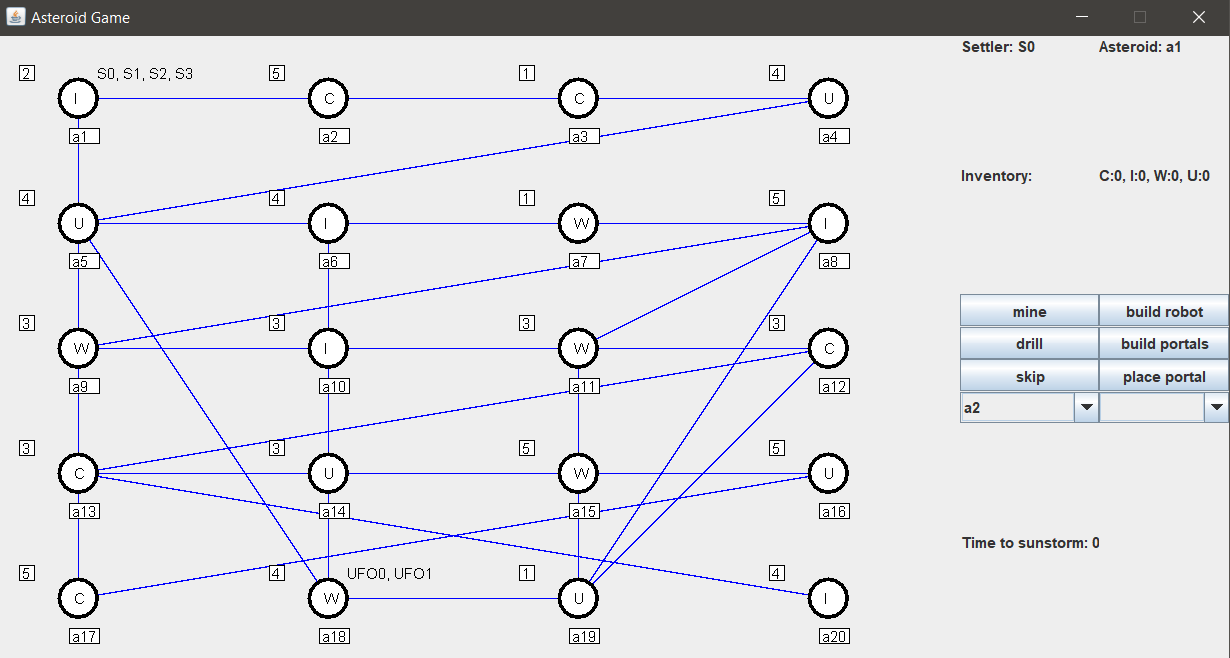 Asteroid Game
Settler: S0 Asteroid: a1
2 S0, S1, S2, S3 5 1 4
I C C U
a1 a2 a3 a4
Inventory: C:0, I:0, W:0, U:0
4 4 1 5
U I W I
a5 a6 a7 a8
mine build robot
3 3 3 3
drill build portals
W I W C
skip place portal
a9 a10 a11 a12
a2
3 3 5 5
C U W U
a13 a14 a15 a16
Time to sunstorm: 0
5 4 UFO0, UFO1 1 4
C W U I
a17 a18 a19 a20